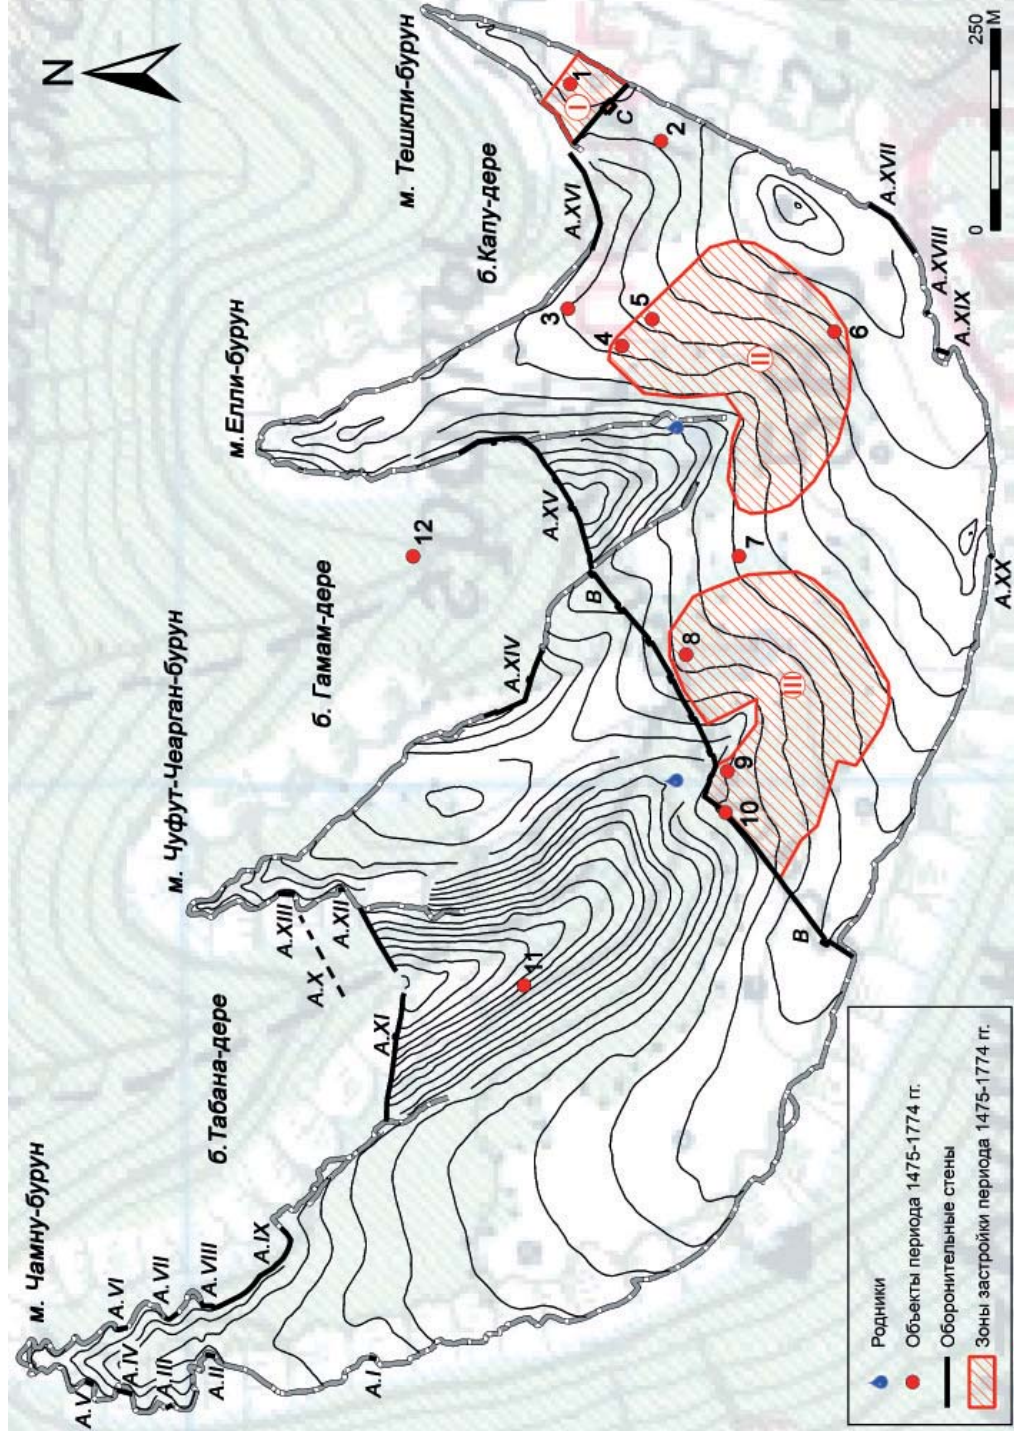 N
м. Чамну-бурун
м. Чуфут-Чеарган-бурун
м.Елли-бурун
м. Тешкли-бурун
б.Табана-дере
б. Гамам-дере
б.Капу-дере
A.I
A.II
A.III
A.IV
A.V
A.VI
A.VII
A.VIII
A.IX
A.X
A.XI
A.XII
A.XIII
A.XIV
A.XV
A.XVI
A.XVII
A.XVIII
A.XIX
A.XX
B
B
C
I
II
III
1
2
3
4
5
6
7
8
9
10
11
12
0 250 М
Родники
Объекты периода 1475-1774 гг.
Оборонительные стены
Зоны застройки периода 1475-1774 гг.